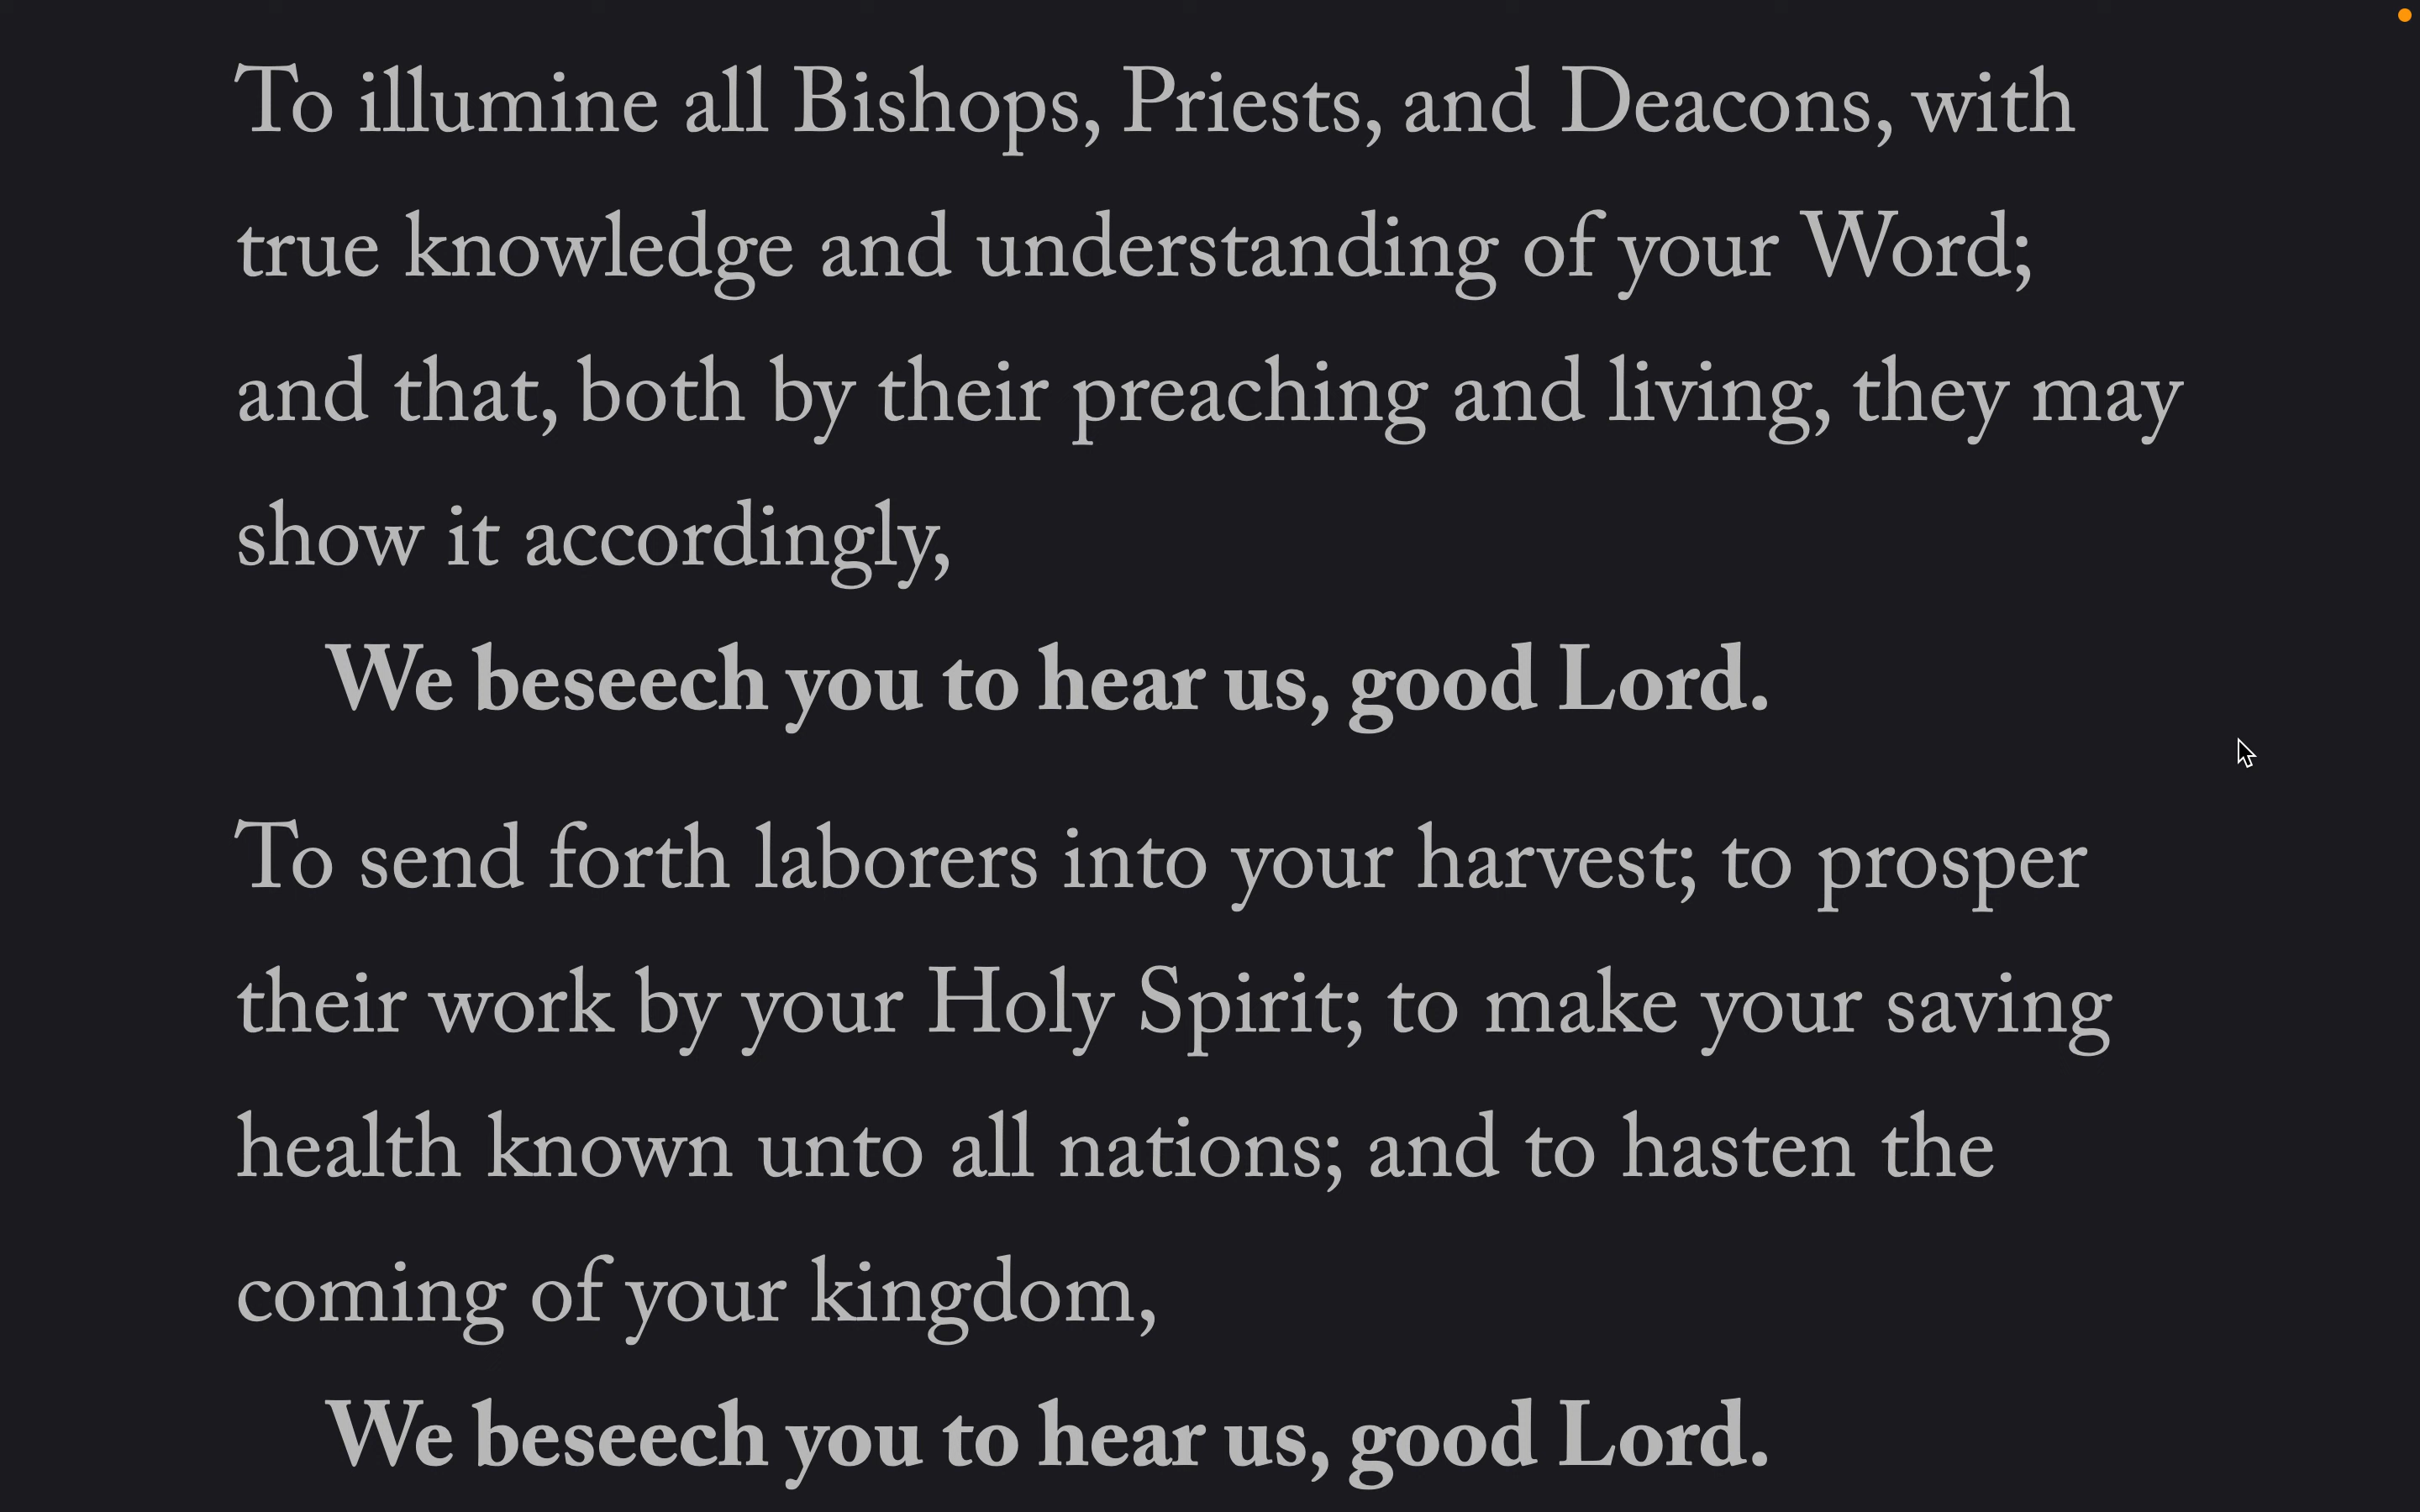 To illumine all Bishops, Priests, and Deacons, with
true knowledge and understanding of your Word;
and that, both by their preaching and living, they may
show it accordingly,
We beseech you to hear us, good Lord.
To send forth laborers into your harvest; to prosper
their work by your Holy Spirit; to make your saving
health known unto all nations; and to hasten the
coming of your kingdom,
We beseech you to hear us, good Lord.